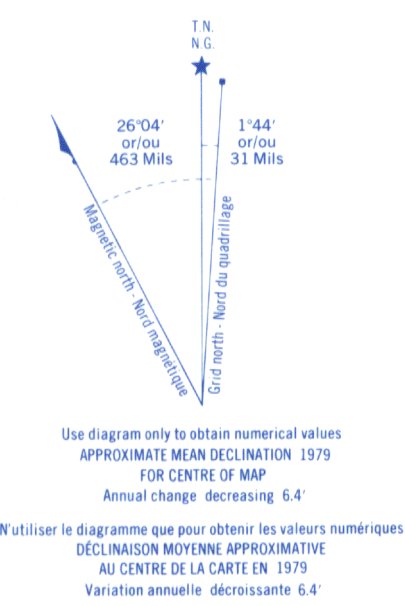 T.N.
N.G.
26°04′
or/ou
463 Mils
1°44′
or/ou
31 Mils
Magnetic north - Nord magnétique
Grid north - Nord du quadrillage
Use diagram only to obtain numerical values
APPROXIMATE MEAN DECLINATION 1979
FOR CENTRE OF MAP
Annual change decreasing 6.4′
N'utiliser le diagramme que pour obtenir les valeurs numériques
DÉCLINAISON MOYENNE APPROXIMATIVE
AU CENTRE DE LA CARTE EN 1979
Variation annuelle décroissante 6.4′